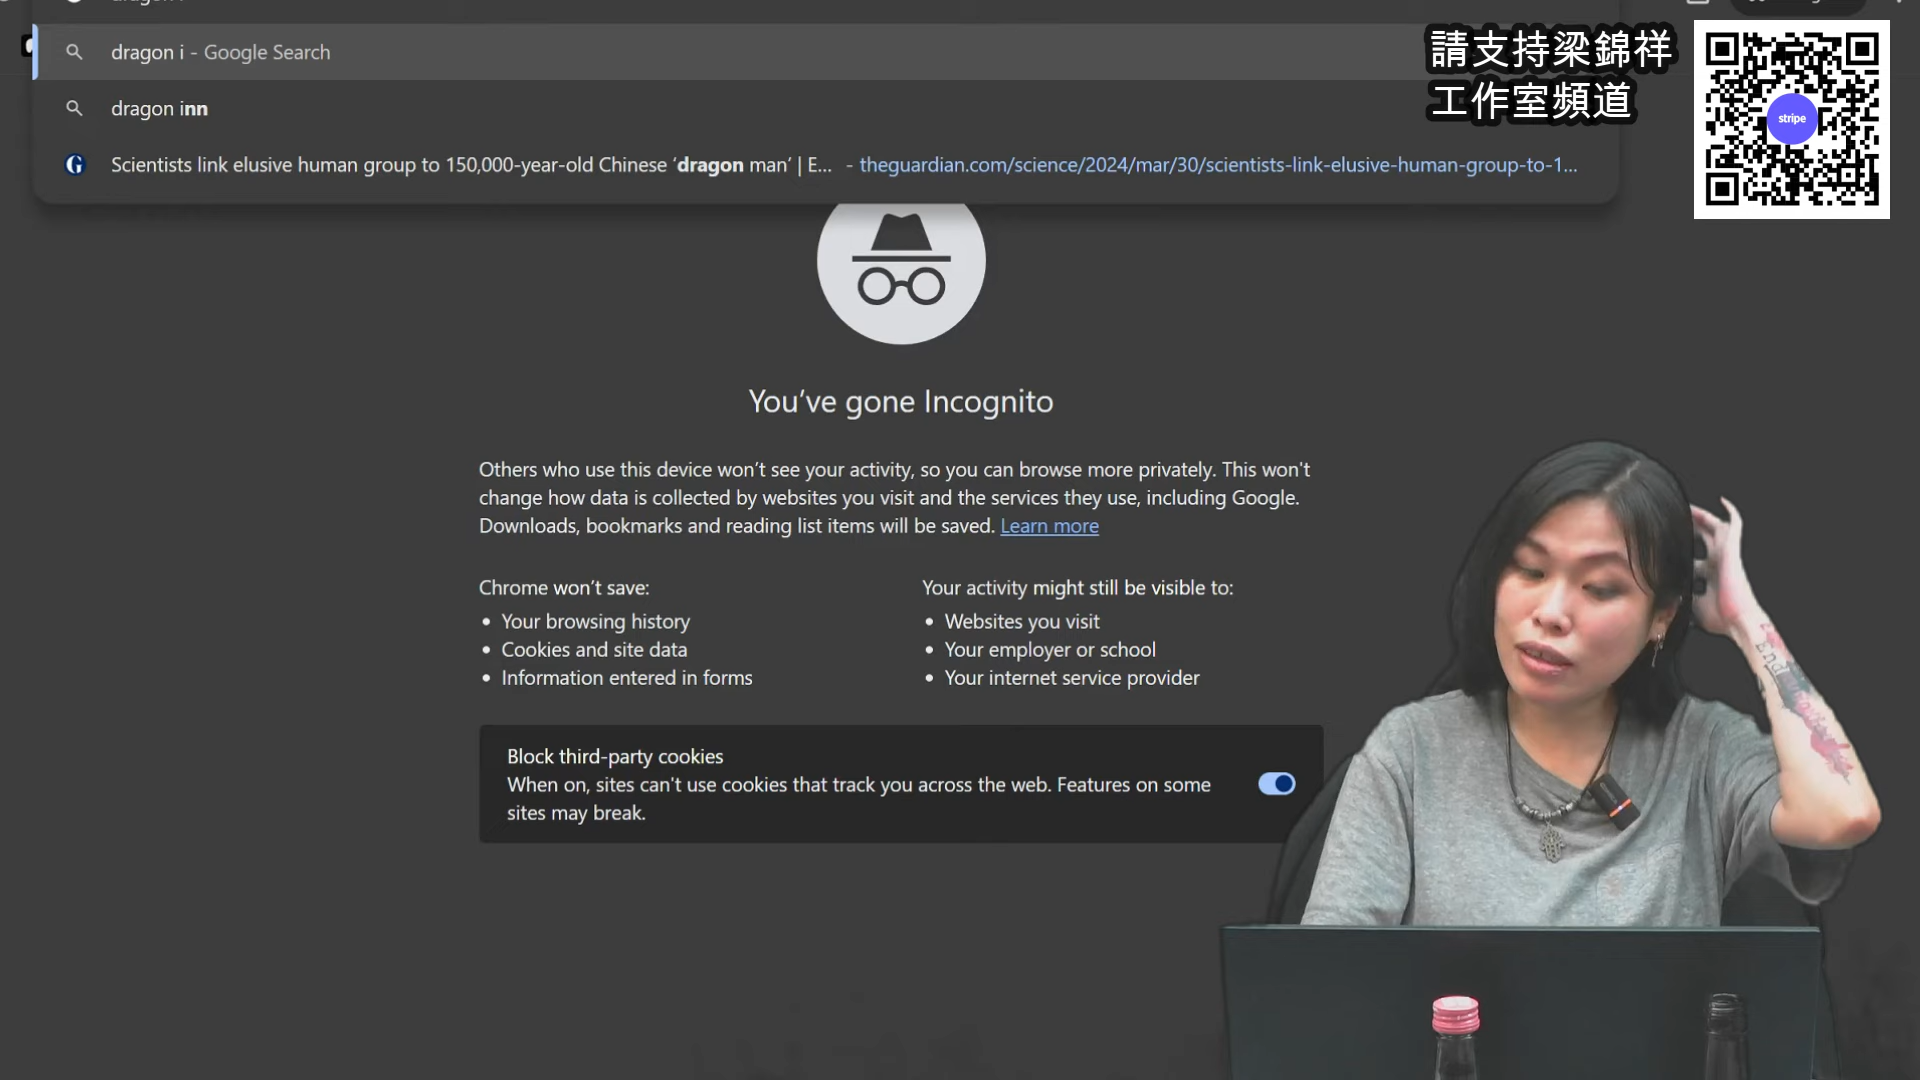 dragon i - Google Search
dragon inn
Scientists link elusive human group to 150,000-year-old Chinese ‘dragon man’ | E... - theguardian.com/science/2024/mar/30/scientists-link-elusive-human-group-to-1...
請支持梁錦祥
工作室頻道
stripe
You’ve gone Incognito
Others who use this device won’t see your activity, so you can browse more privately. This won't
change how data is collected by websites you visit and the services they use, including Google.
Downloads, bookmarks and reading list items will be saved. Learn more
Chrome won’t save:
Your browsing history
Cookies and site data
Information entered in forms
Your activity might still be visible to:
Websites you visit
Your employer or school
Your internet service provider
Block third-party cookies
When on, sites can't use cookies that track you across the web. Features on some
sites may break.